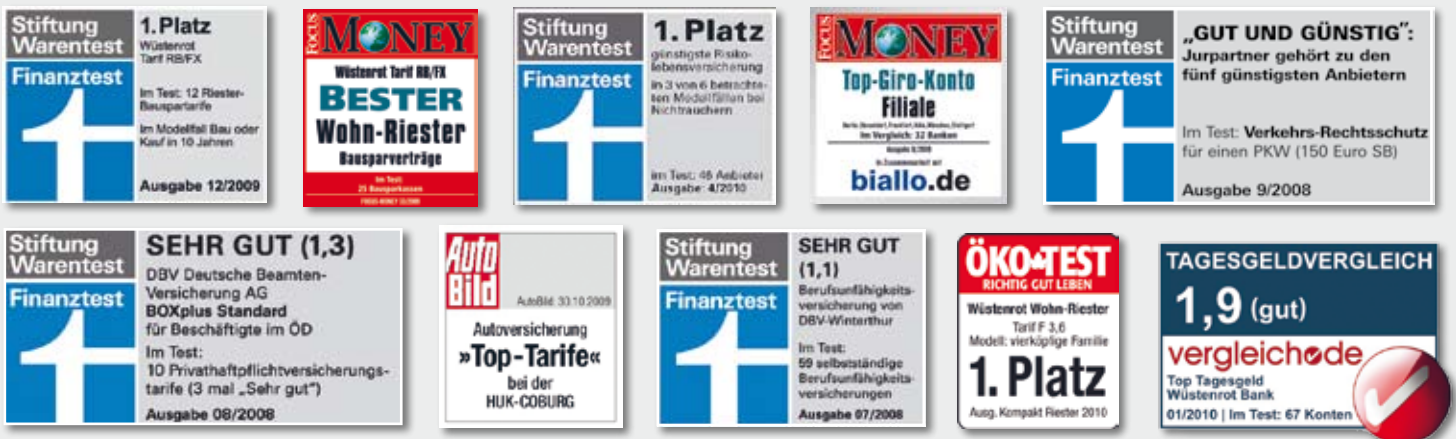 Stiftung
Warentest
Finanztest
1. Platz
Wüstenrot
Tarif RB/FX
Im Test: 12 Riester-
Bauspartarife
Im Modellfall Bau oder
Kauf in 10 Jahren
Ausgabe 12/2009
FOCUS
MONEY
Wüstenrot Tarif RB/FX
BESTER
Wohn-Riester
Bausparverträge
Im Test:
25 Bausparkassen
Stiftung
Warentest
Finanztest
1. Platz
günstigste Risiko-
lebensversicherung
in 3 von 6 betrachte-
ten Modellfällen bei
Nichtrauchern
im Test: 46 Anbieter
Ausgabe: 4/2010
FOCUS
MONEY
Top-Giro-Konto
Filiale
Im Vergleich: 32 Banken
in Zusammenarbeit mit
biallo.de
Stiftung
Warentest
Finanztest
„GUT UND GÜNSTIG":
Jurpartner gehört zu den
fünf günstigsten Anbietern
Im Test: Verkehrs-Rechtsschutz
für einen PKW (150 Euro SB)
Ausgabe 9/2008
Stiftung
Warentest
Finanztest
SEHR GUT (1,3)
DBV Deutsche Beamten-
Versicherung AG
BOXplus Standard
für Beschäftigte im ÖD
Im Test:
10 Privathaftpflichtversicherungs-
tarife (3 mal „Sehr gut")
Ausgabe 08/2008
Auto
Bild
AutoBild 30.10.2009
Autoversicherung
»Top-Tarife«
bei der
HUK-COBURG
Stiftung
Warentest
Finanztest
SEHR GUT
(1,1)
Berufsunfähigkeits-
versicherung von
DBV-Winterthur
Im Test:
59 selbstständige
Berufsunfähigkeits-
versicherungen
Ausgabe 07/2008
ÖKO-TEST
RICHTIG GUT LEBEN
Wüstenrot Wohn-Riester
Tarif F 3,6
Modell: vierköpfige Familie
1. Platz
Ausg. Kompakt Riester 2010
TAGESGELDVERGLEICH
1,9 (gut)
vergleich.de
Top Tagesgeld
Wüstenrot Bank
01/2010 | Im Test: 67 Konten